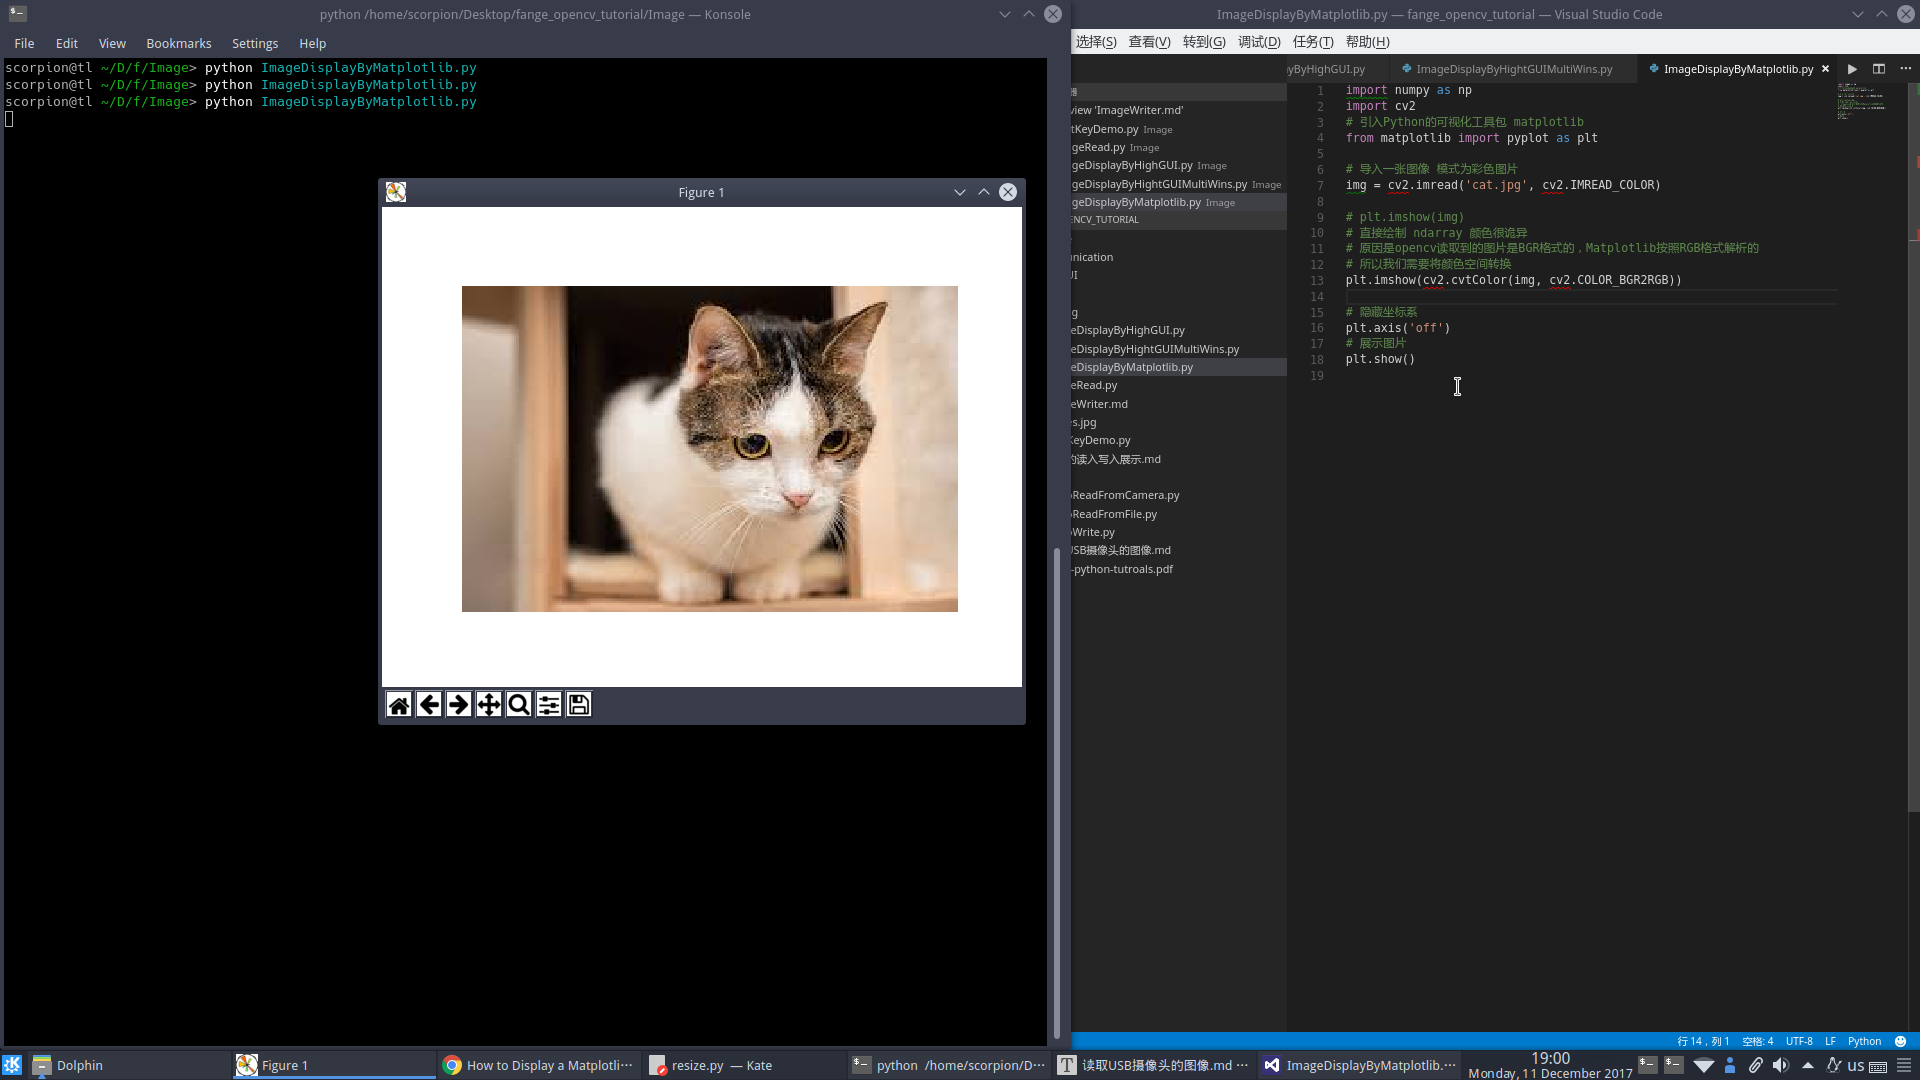 python /home/scorpion/Desktop/fange_opencv_tutorial/Image — Konsole
File Edit View Bookmarks Settings Help
scorpion@tl ~/D/f/Image> python ImageDisplayByMatplotlib.py
scorpion@tl ~/D/f/Image> python ImageDisplayByMatplotlib.py
scorpion@tl ~/D/f/Image> python ImageDisplayByMatplotlib.py
Figure 1
ImageDisplayByMatplotlib.py — fange_opencv_tutorial — Visual Studio Code
选择(S) 查看(V) 转到(G) 调试(D) 任务(T) 帮助(H)
yByHighGUI.py ImageDisplayByHightGUIMultiWins.py ImageDisplayByMatplotlib.py
view 'ImageWriter.md'
tKeyDemo.py Image
geRead.py Image
geDisplayByHighGUI.py Image
geDisplayByHightGUIMultiWins.py Image
geDisplayByMatplotlib.py Image
ENCV_TUTORIAL
unication
UI
g
eDisplayByHighGUI.py
eDisplayByHightGUIMultiWins.py
eDisplayByMatplotlib.py
eRead.py
eWriter.md
s.jpg
KeyDemo.py
的读入写入展示.md
oReadFromCamera.py
oReadFromFile.py
oWrite.py
USB摄像头的图像.md
-python-tutroals.pdf
1 import numpy as np
2 import cv2
3 # 引入Python的可视化工具包 matplotlib
4 from matplotlib import pyplot as plt
5
6 # 导入一张图像 模式为彩色图片
7 img = cv2.imread('cat.jpg', cv2.IMREAD_COLOR)
8
9 # plt.imshow(img)
10 # 直接绘制 ndarray 颜色很诡异
11 # 原因是opencv读取到的图片是BGR格式的，Matplotlib按照RGB格式解析的
12 # 所以我们需要将颜色空间转换
13 plt.imshow(cv2.cvtColor(img, cv2.COLOR_BGR2RGB))
14
15 # 隐藏坐标系
16 plt.axis('off')
17 # 展示图片
18 plt.show()
19
行 14，列 1 空格: 4 UTF-8 LF Python
Dolphin Figure 1 How to Display a Matplotli··· resize.py — Kate python /home/scorpion/D··· 读取USB摄像头的图像.md ··· ImageDisplayByMatplotlib.··· us
19:00
Monday, 11 December 2017